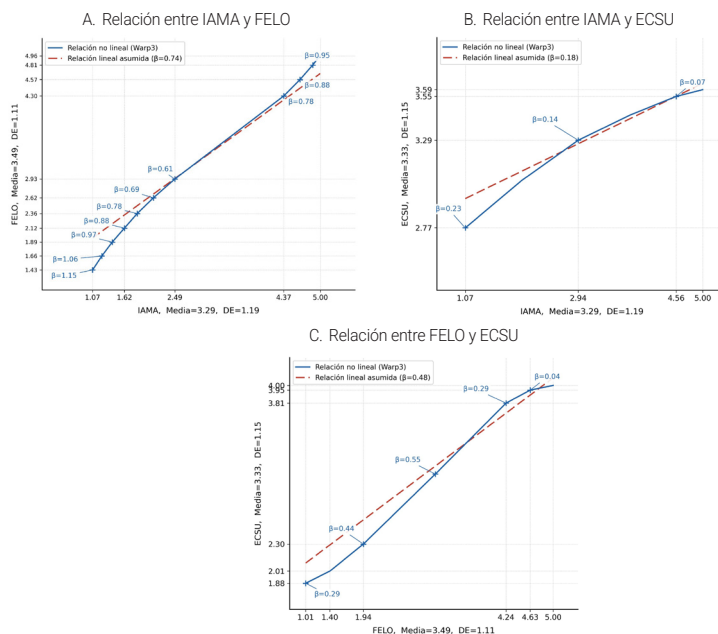 A. Relación entre IAMA y FELO
Relación no lineal (Warp3)
Relación lineal asumida (β=0.74)
FELO, Media=3.49, DE=1.11
4.96
4.81
4.57
4.30
2.93
2.62
2.36
2.12
1.89
1.66
1.43
β=0.95
β=0.88
β=0.78
β=0.61
β=0.69
β=0.78
β=0.88
β=0.97
β=1.06
β=1.15
1.07 1.62 2.49 4.37 5.00
IAMA, Media=3.29, DE=1.19
B. Relación entre IAMA y ECSU
Relación no lineal (Warp3)
Relación lineal asumida (β=0.18)
ECSU, Media=3.33, DE=1.15
3.59
3.55
3.29
2.77
β=0.07
β=0.14
β=0.23
1.07 2.94 4.56 5.00
IAMA, Media=3.29, DE=1.19
C. Relación entre FELO y ECSU
Relación no lineal (Warp3)
Relación lineal asumida (β=0.48)
ECSU, Media=3.33, DE=1.15
4.00
3.95
3.81
2.30
2.01
1.88
β=0.04
β=0.29
β=0.55
β=0.44
β=0.29
1.01 1.40 1.94 4.24 4.63 5.00
FELO, Media=3.49, DE=1.11